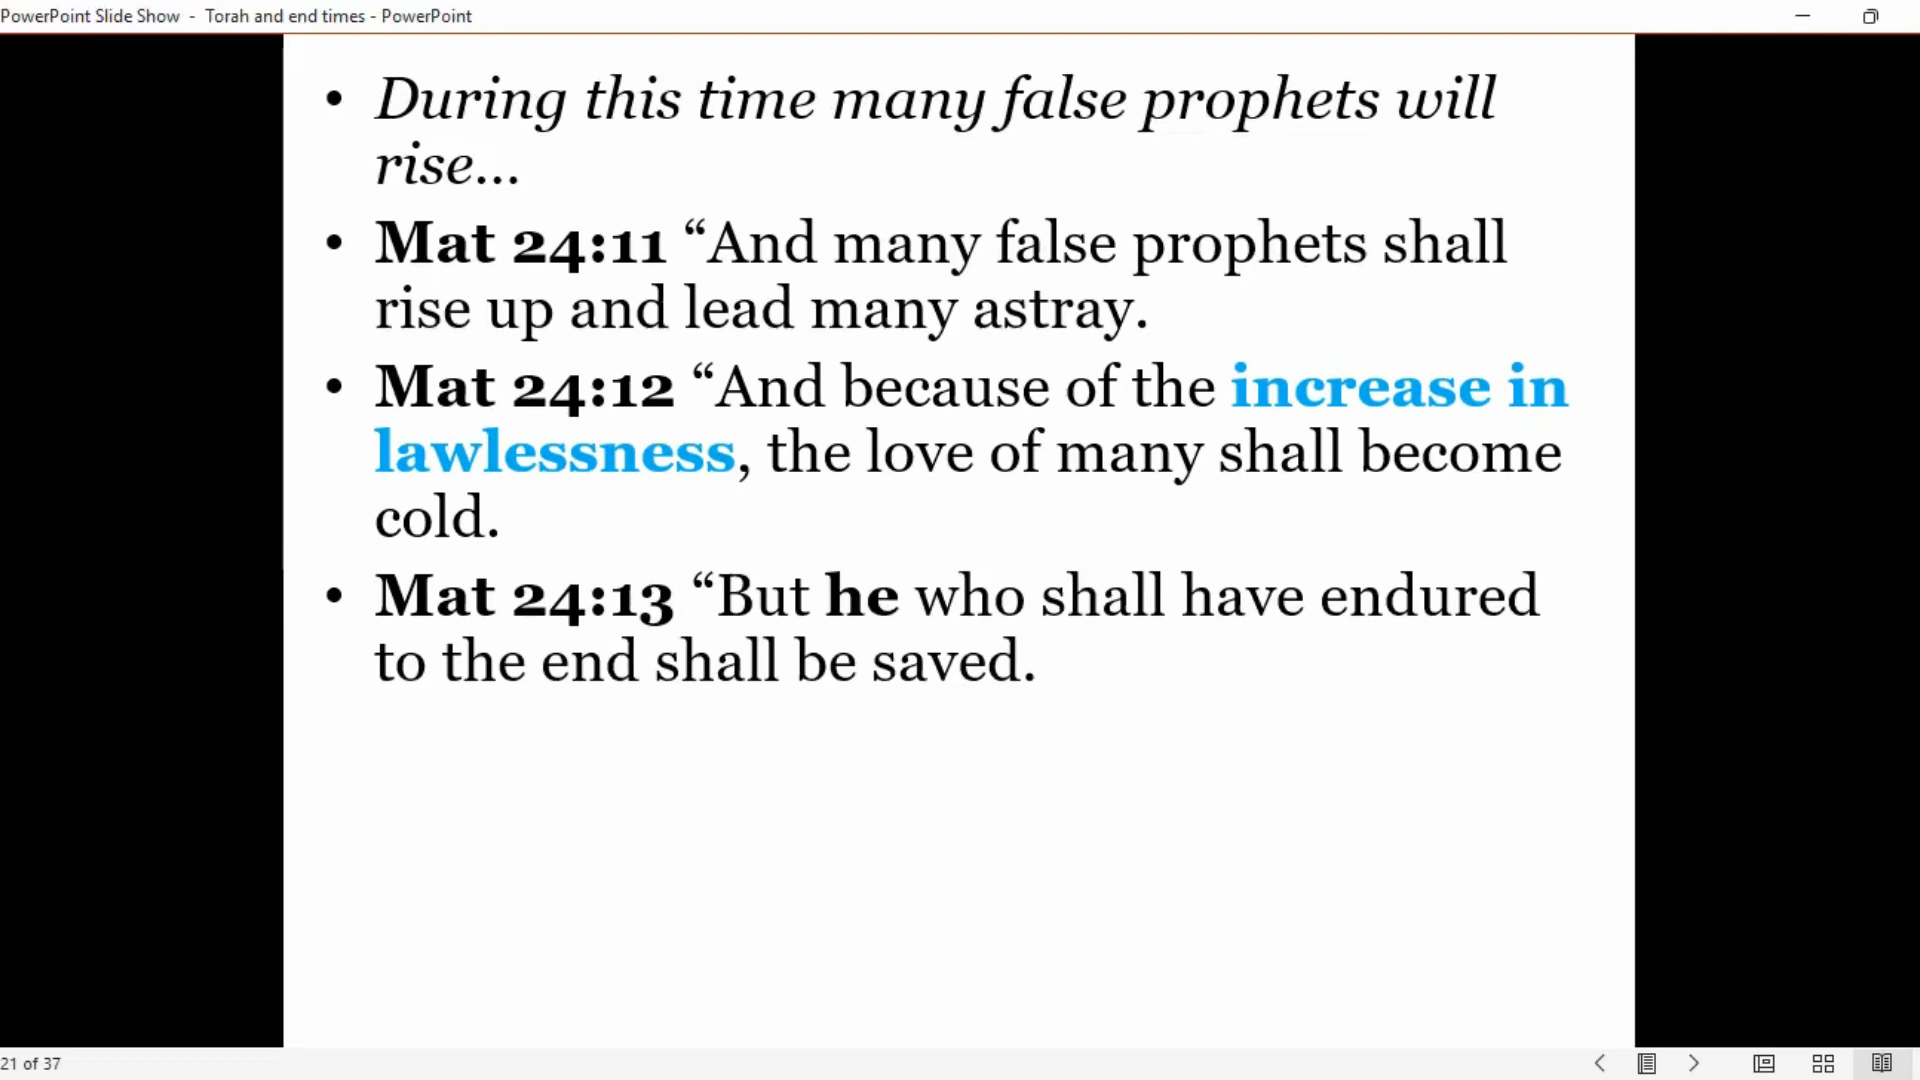 PowerPoint Slide Show - Torah and end times - PowerPoint
• During this time many false prophets will
rise...
• Mat 24:11 “And many false prophets shall
rise up and lead many astray.
• Mat 24:12 “And because of the increase in
lawlessness, the love of many shall become
cold.
• Mat 24:13 “But he who shall have endured
to the end shall be saved.
21 of 37